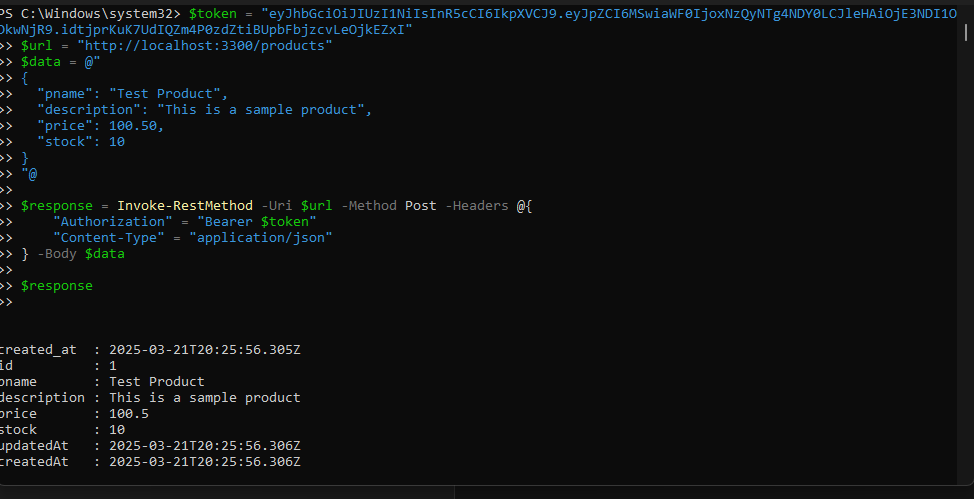 PS C:\Windows\system32> $token = "eyJhbGciOiJIUzI1NiIsInR5cCI6IkpXVCJ9.eyJpZCI6MSwiaWF0IjoxNzQyNTg4NDY0LCJleHAiOjE3NDI1O
DkwNjR9.idtjprKuK7UdIQZm4P0zdZtiBUpbFbjzcvLeOjkEZxI"
>> $url = "http://localhost:3300/products"
>> $data = @"
>> {
>>   "pname": "Test Product",
>>   "description": "This is a sample product",
>>   "price": 100.50,
>>   "stock": 10
>> }
>> "@
>>
>> $response = Invoke-RestMethod -Uri $url -Method Post -Headers @{
>>     "Authorization" = "Bearer $token"
>>     "Content-Type" = "application/json"
>> } -Body $data
>>
>> $response
>>
created_at  : 2025-03-21T20:25:56.305Z
id          : 1
pname       : Test Product
description : This is a sample product
price       : 100.5
stock       : 10
updatedAt   : 2025-03-21T20:25:56.306Z
createdAt   : 2025-03-21T20:25:56.306Z